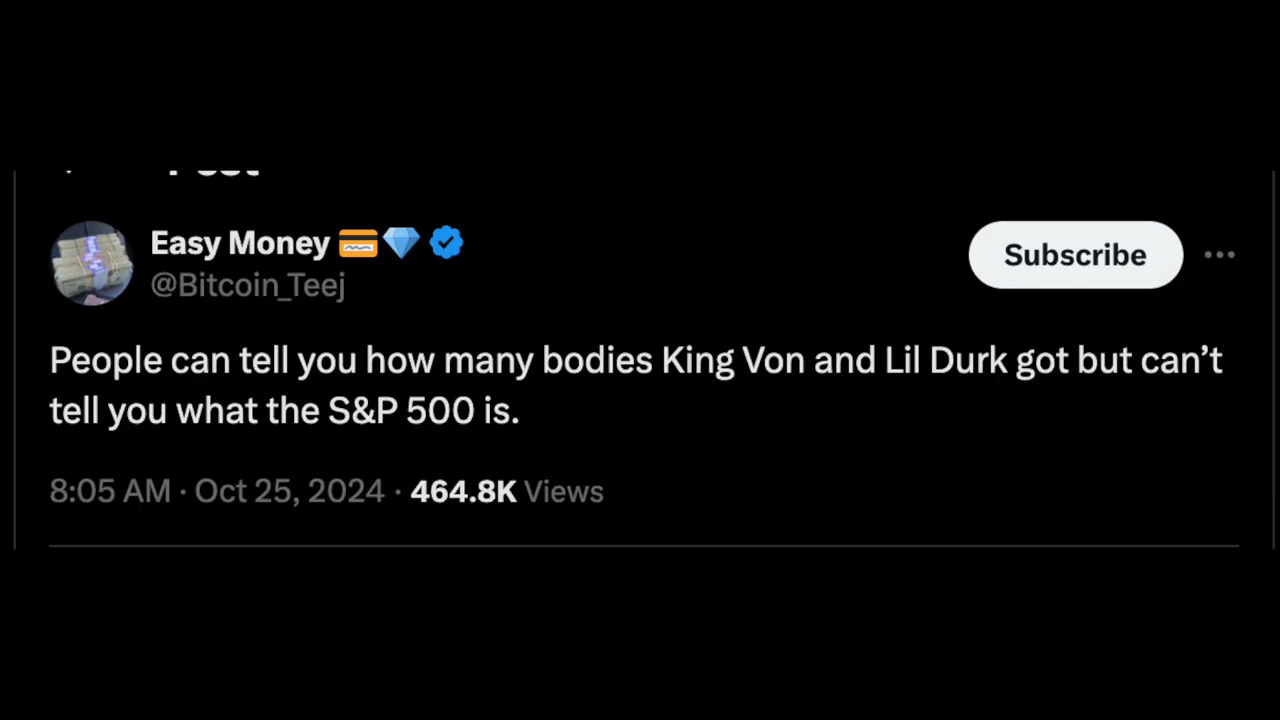 Post
Easy Money
@Bitcoin_Teej
Subscribe
People can tell you how many bodies King Von and Lil Durk got but can’t
tell you what the S&P 500 is.
8:05 AM · Oct 25, 2024 · 464.8K Views